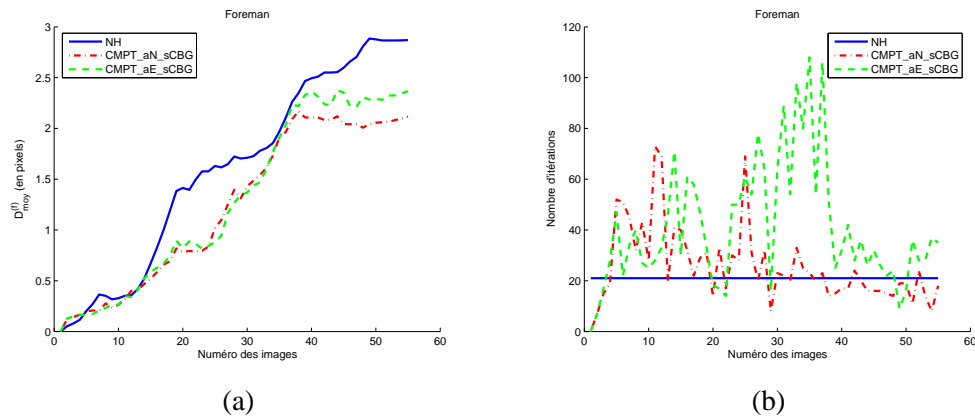 Foreman
NH
CMPT_aN_sCBG
CMPT_aE_sCBG
3
2.5
2
1.5
1
0.5
0
D_moy^(f) (en pixels)
0 10 20 30 40 50 60
Numéro des images
(a)
Foreman
NH
CMPT_aN_sCBG
CMPT_aE_sCBG
120
100
80
60
40
20
0
Nombre d'itérations
0 10 20 30 40 50 60
Numéro des images
(b)